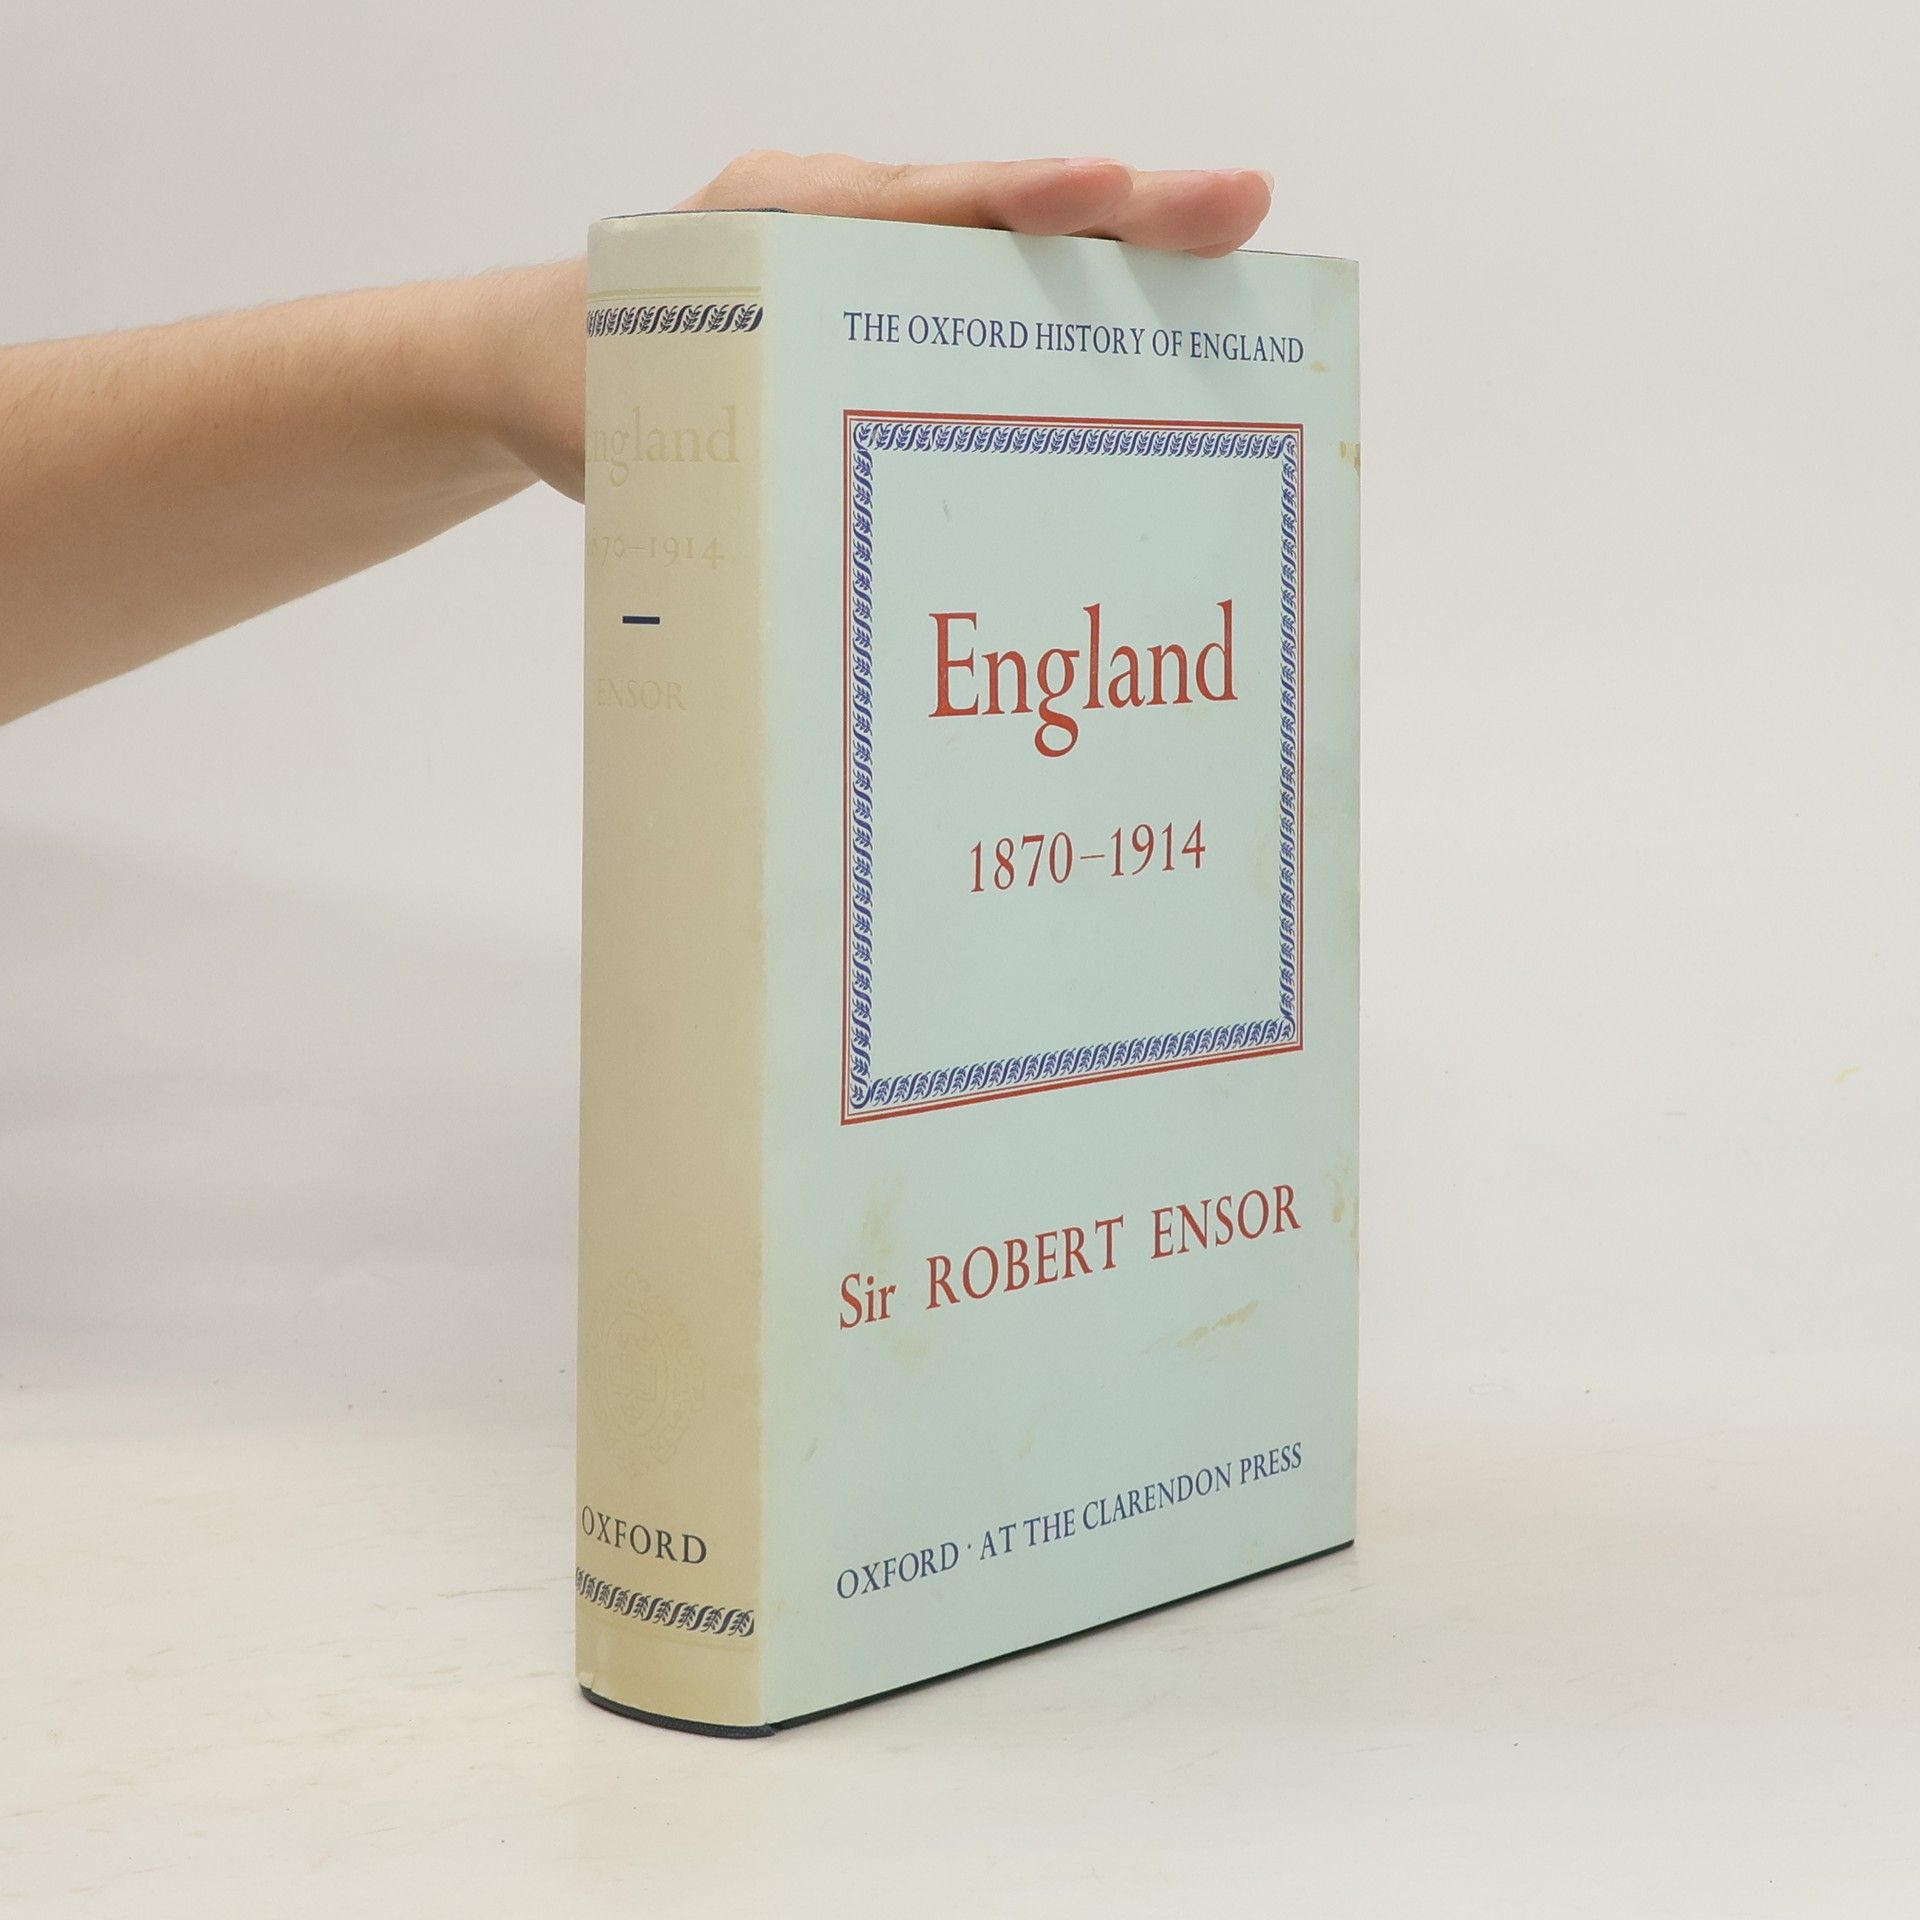 England
1870–1914
ENSOR
OXFORD
THE OXFORD HISTORY OF ENGLAND
England
1870–1914
Sir ROBERT ENSOR
OXFORD · AT THE CLARENDON PRESS